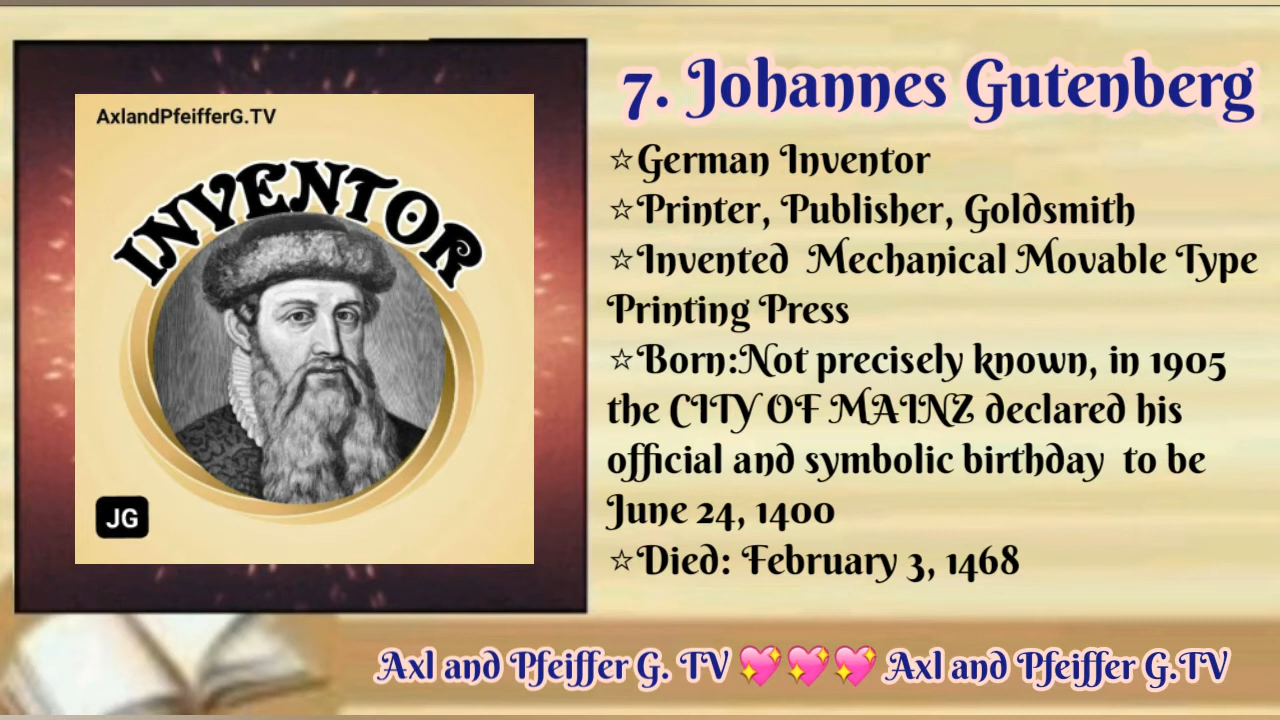 AxlandPfeifferG.TV
INVENTOR
JG
7. Johannes Gutenberg
☆German Inventor
☆Printer, Publisher, Goldsmith
☆Invented Mechanical Movable Type
Printing Press
☆Born:Not precisely known, in 1905
the CITY OF MAINZ declared his
official and symbolic birthday to be
June 24, 1400
☆Died: February 3, 1468
Axl and Pfeiffer G. TV 💖💖💖 Axl and Pfeiffer G.TV